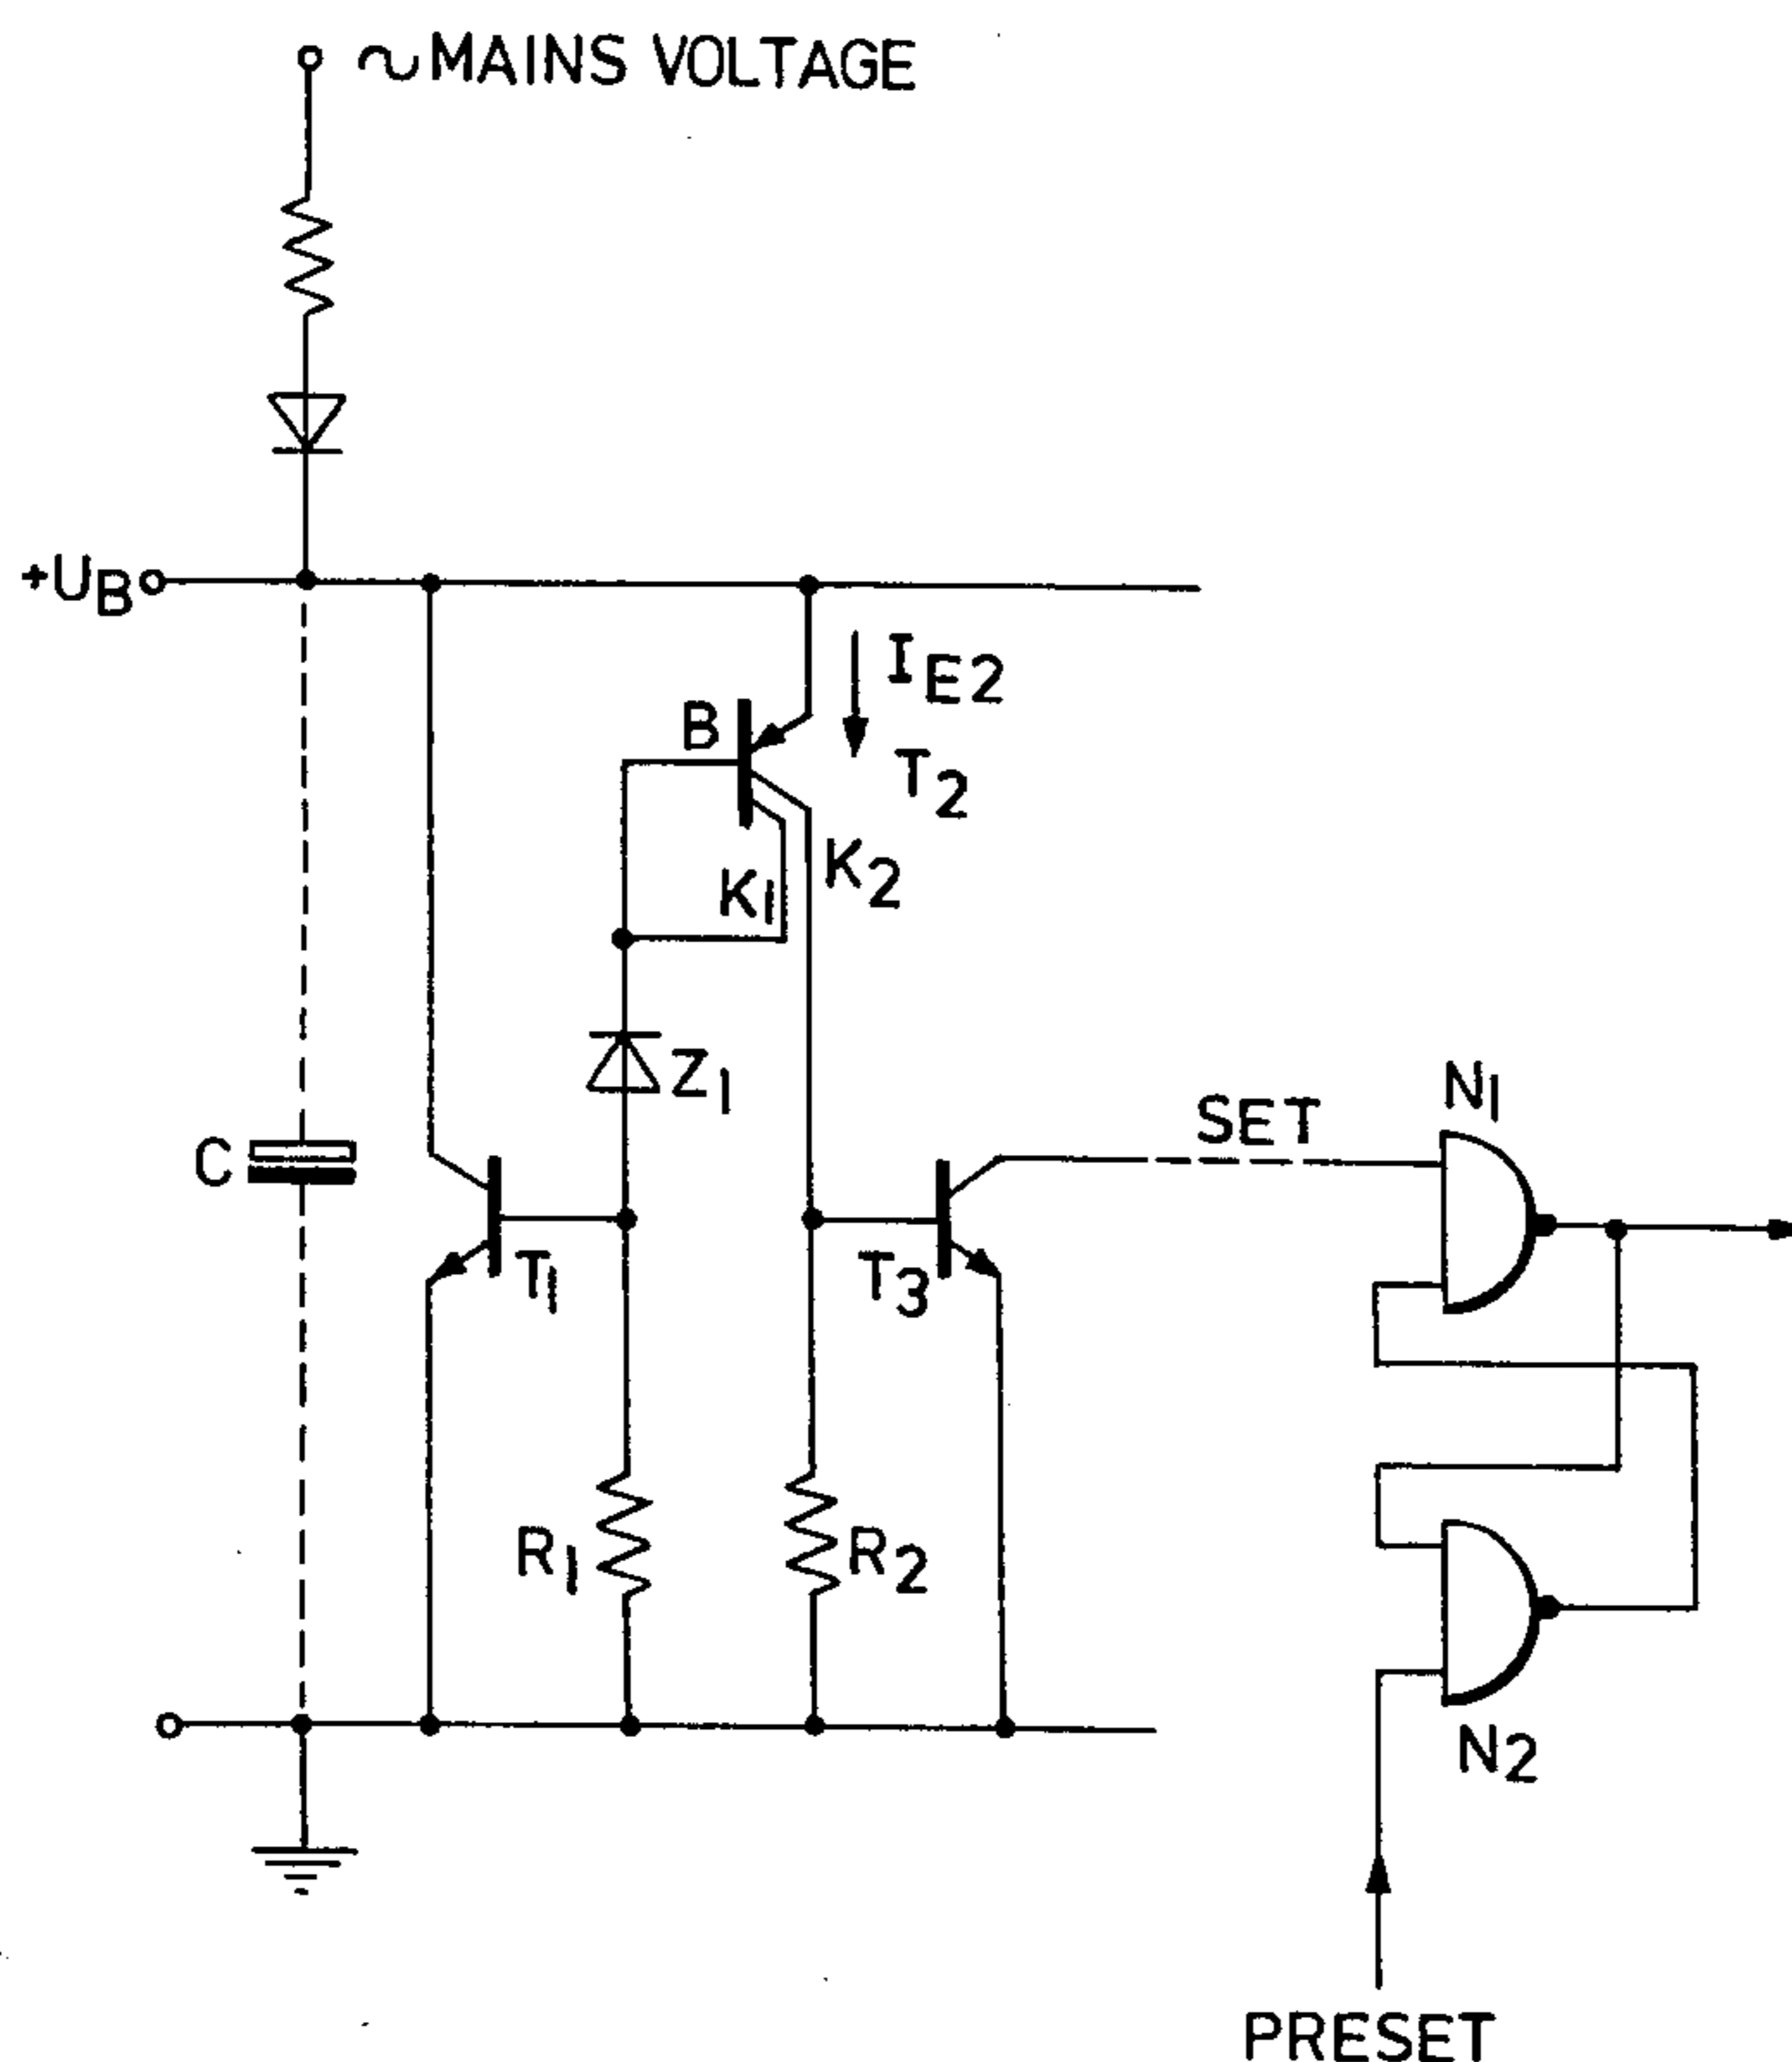 ~MAINS VOLTAGE
+UB
IE2
B
T2
K2
K1
Z1
N1
SET
C
T1
T3
R1
R2
N2
PRESET